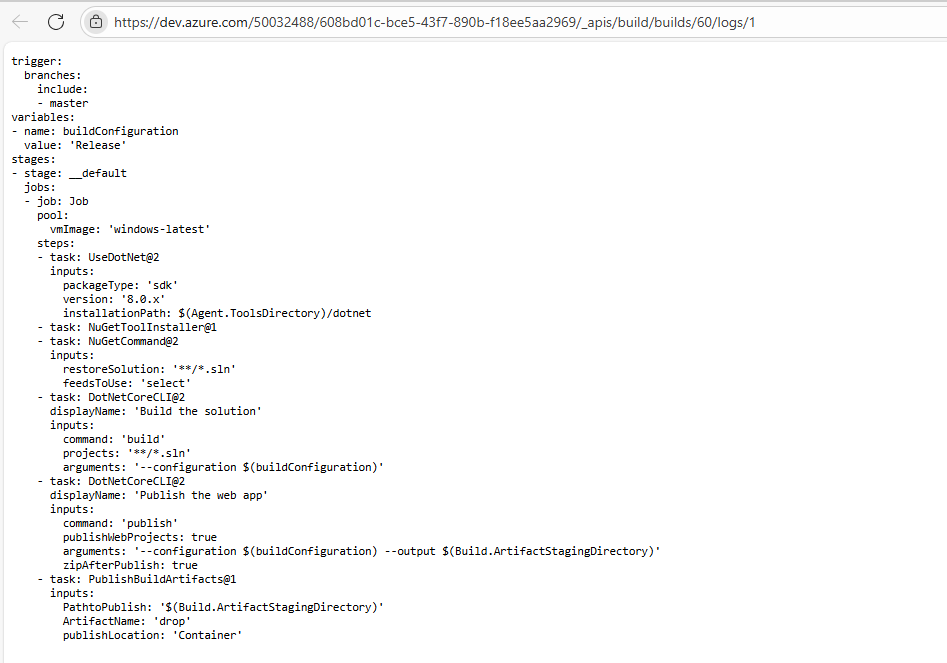 https://dev.azure.com/50032488/608bd01c-bce5-43f7-890b-f18ee5aa2969/_apis/build/builds/60/logs/1
trigger:
  branches:
    include:
    - master
variables:
- name: buildConfiguration
  value: 'Release'
stages:
- stage: __default
  jobs:
  - job: Job
    pool:
      vmImage: 'windows-latest'
    steps:
    - task: UseDotNet@2
      inputs:
        packageType: 'sdk'
        version: '8.0.x'
        installationPath: $(Agent.ToolsDirectory)/dotnet
    - task: NuGetToolInstaller@1
    - task: NuGetCommand@2
      inputs:
        restoreSolution: '**/*.sln'
        feedsToUse: 'select'
    - task: DotNetCoreCLI@2
      displayName: 'Build the solution'
      inputs:
        command: 'build'
        projects: '**/*.sln'
        arguments: '--configuration $(buildConfiguration)'
    - task: DotNetCoreCLI@2
      displayName: 'Publish the web app'
      inputs:
        command: 'publish'
        publishWebProjects: true
        arguments: '--configuration $(buildConfiguration) --output $(Build.ArtifactStagingDirectory)'
        zipAfterPublish: true
    - task: PublishBuildArtifacts@1
      inputs:
        PathtoPublish: '$(Build.ArtifactStagingDirectory)'
        ArtifactName: 'drop'
        publishLocation: 'Container'